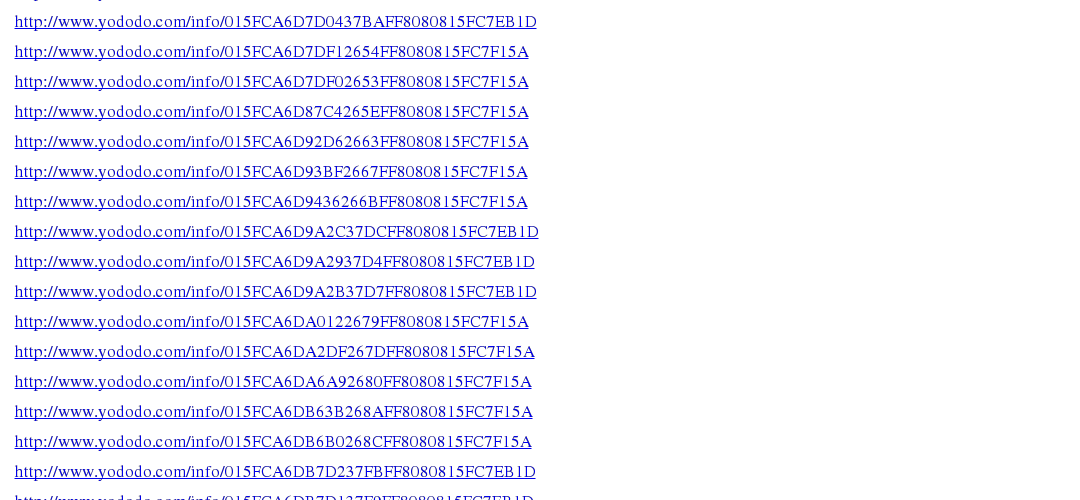 http://www.yododo.com/info/015FCA6D7D0437BAFF8080815FC7EB1D
http://www.yododo.com/info/015FCA6D7DF12654FF8080815FC7F15A
http://www.yododo.com/info/015FCA6D7DF02653FF8080815FC7F15A
http://www.yododo.com/info/015FCA6D87C4265EFF8080815FC7F15A
http://www.yododo.com/info/015FCA6D92D62663FF8080815FC7F15A
http://www.yododo.com/info/015FCA6D93BF2667FF8080815FC7F15A
http://www.yododo.com/info/015FCA6D9436266BFF8080815FC7F15A
http://www.yododo.com/info/015FCA6D9A2C37DCFF8080815FC7EB1D
http://www.yododo.com/info/015FCA6D9A2937D4FF8080815FC7EB1D
http://www.yododo.com/info/015FCA6D9A2B37D7FF8080815FC7EB1D
http://www.yododo.com/info/015FCA6DA0122679FF8080815FC7F15A
http://www.yododo.com/info/015FCA6DA2DF267DFF8080815FC7F15A
http://www.yododo.com/info/015FCA6DA6A92680FF8080815FC7F15A
http://www.yododo.com/info/015FCA6DB63B268AFF8080815FC7F15A
http://www.yododo.com/info/015FCA6DB6B0268CFF8080815FC7F15A
http://www.yododo.com/info/015FCA6DB7D237FBFF8080815FC7EB1D